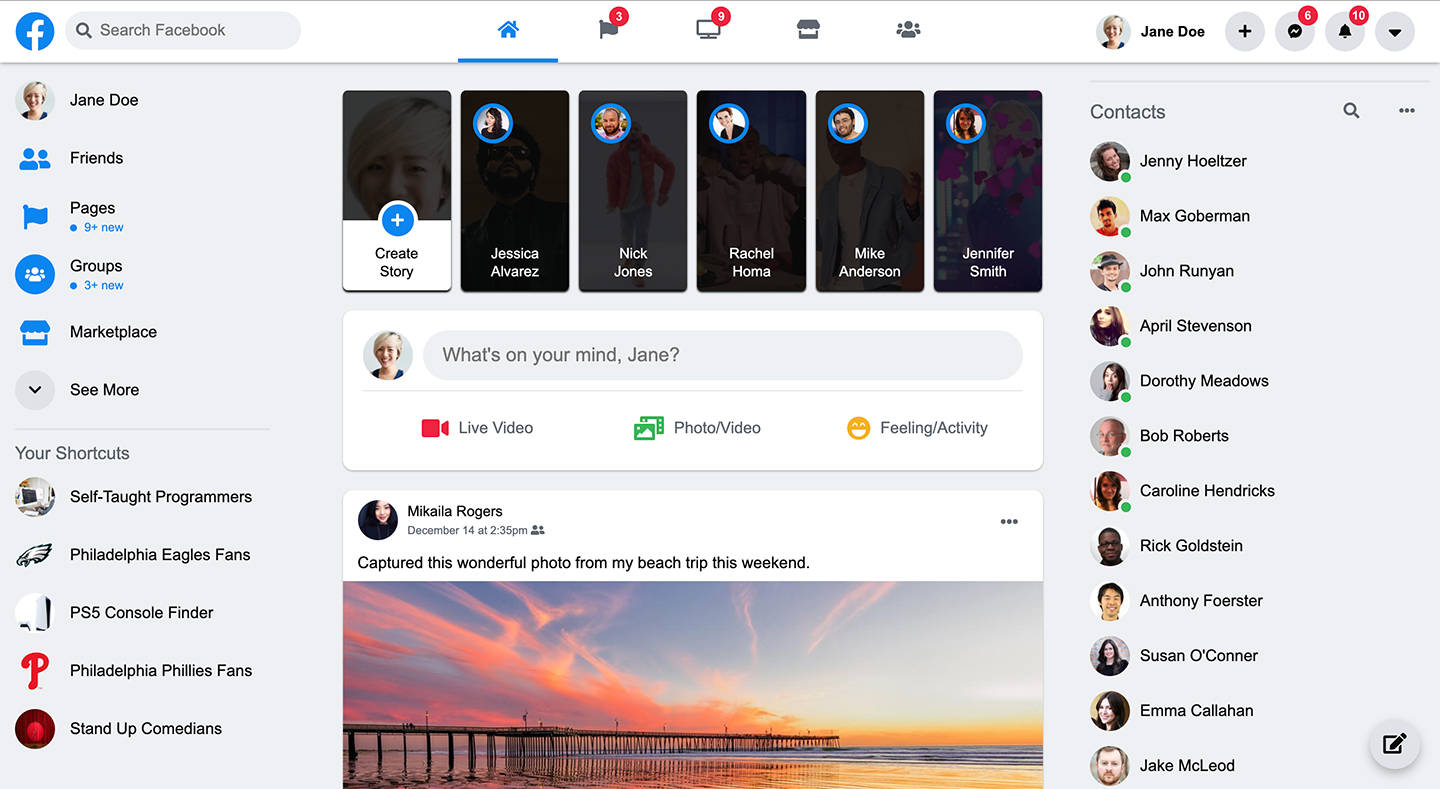 Search Facebook
3
9
Jane Doe
6
10
Jane Doe
Friends
Pages
9+ new
Groups
3+ new
Marketplace
See More
Your Shortcuts
Self-Taught Programmers
Philadelphia Eagles Fans
PS5 Console Finder
Philadelphia Phillies Fans
Stand Up Comedians
Create
Story
Jessica
Alvarez
Nick
Jones
Rachel
Homa
Mike
Anderson
Jennifer
Smith
What's on your mind, Jane?
Live Video
Photo/Video
Feeling/Activity
Mikaila Rogers
December 14 at 2:35pm
Captured this wonderful photo from my beach trip this weekend.
Contacts
Jenny Hoeltzer
Max Goberman
John Runyan
April Stevenson
Dorothy Meadows
Bob Roberts
Caroline Hendricks
Rick Goldstein
Anthony Foerster
Susan O'Conner
Emma Callahan
Jake McLeod